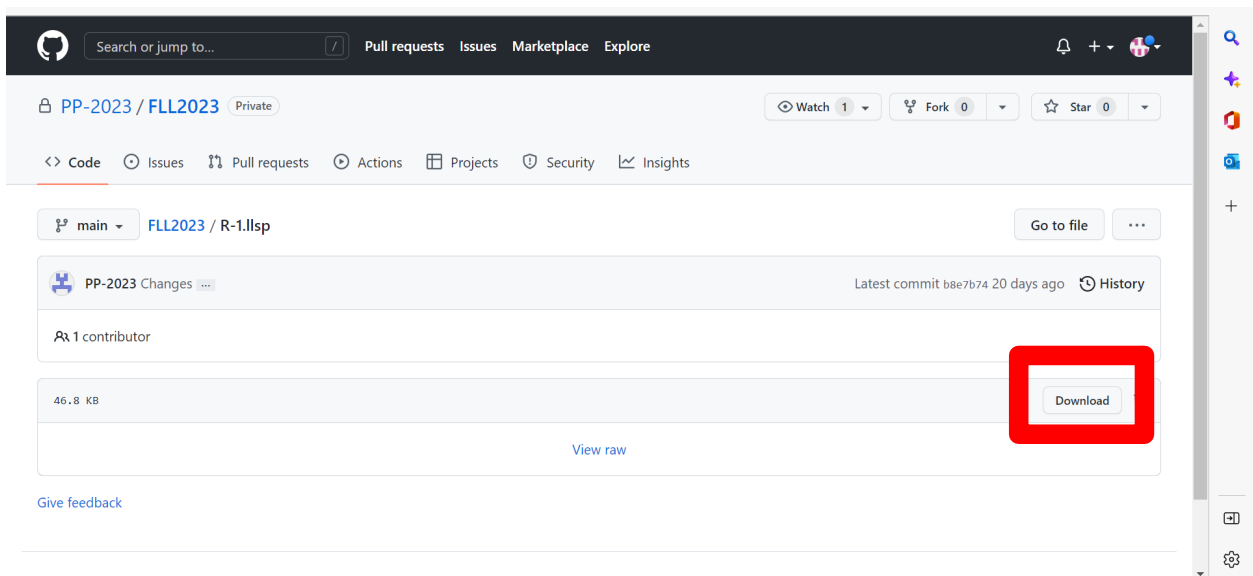 Search or jump to... /
Pull requests Issues Marketplace Explore
PP-2023 / FLL2023 Private
Watch 1 Fork 0 Star 0
Code Issues Pull requests Actions Projects Security Insights
main FLL2023 / R-1.llsp Go to file ...
PP-2023 Changes ... Latest commit b8e7b74 20 days ago History
1 contributor
46.8 KB Download
View raw
Give feedback